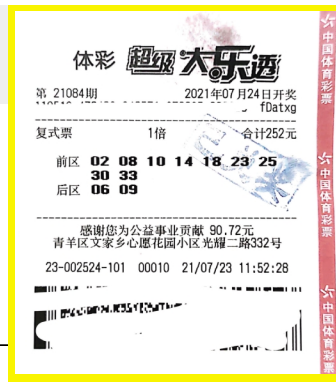 体彩 超级大乐透
第 21084期 2021年07月24日开奖
fDatxg
复式票 1倍 合计252元
前区 02 08 10 14 18 23 25
30 33
后区 06 09
感谢您为公益事业贡献 90.72元
青羊区文家乡心愿花园小区光耀二路332号
23-002524-101 00010 21/07/23 11:52:28
中国体育彩票
中国体育彩票
中国体育彩票